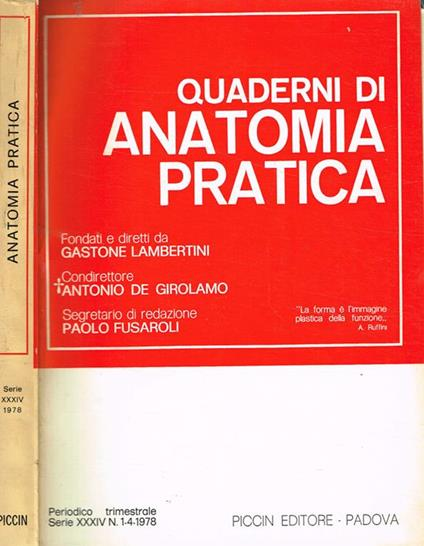 ANATOMIA PRATICA
Serie
XXXIV
1978
PICCIN
QUADERNI DI
ANATOMIA
PRATICA
Fondati e diretti da
GASTONE LAMBERTINI
Condirettore
†ANTONIO DE GIROLAMO
Segretario di redazione
PAOLO FUSAROLI
"La forma è l'immagine
plastica della funzione„
A. Ruffini
Periodico trimestrale
Serie XXXIV N. 1-4-1978
PICCIN EDITORE - PADOVA